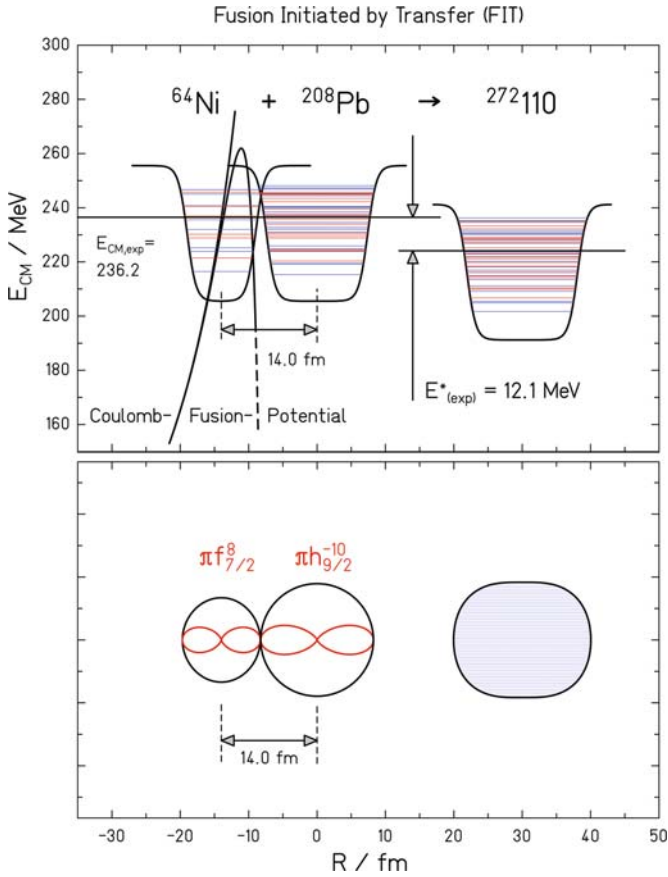 Fusion Initiated by Transfer (FIT)
⁶⁴Ni + ²⁰⁸Pb → ²⁷²110
E_CM / MeV
300
280
260
240
220
200
180
160
E_CM,exp =
236.2
14.0 fm
E*_(exp) = 12.1 MeV
Coulomb- Fusion- Potential
πf⁸_7/2 πh⁻¹⁰_9/2
14.0 fm
-30 -20 -10 0 10 20 30 40 50
R / fm